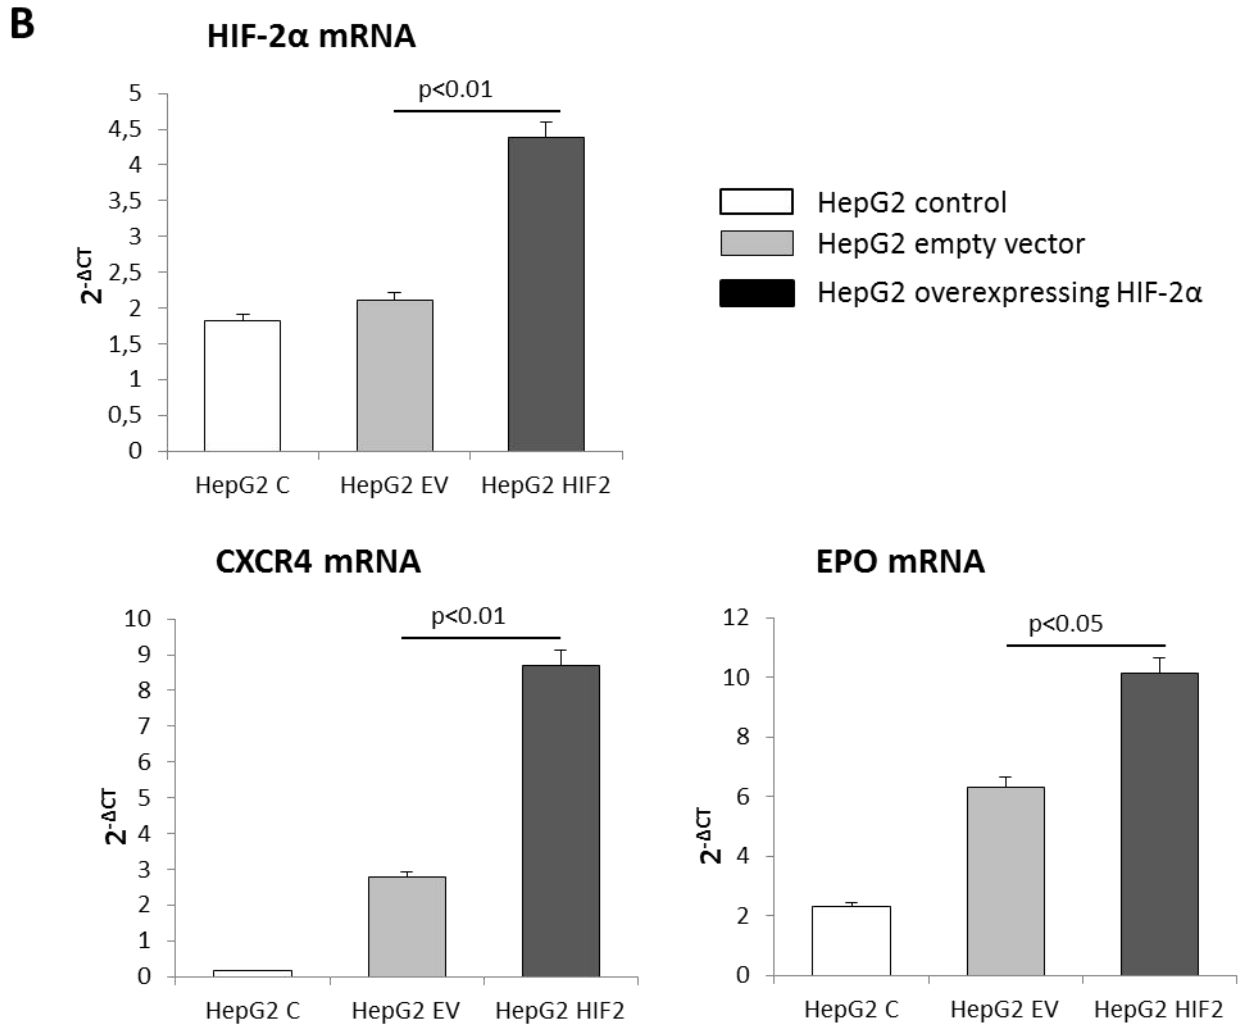 B
HIF-2α mRNA
p<0.01
5
4,5
4
3,5
3
2,5
2
1,5
1
0,5
0
2-ΔCT
HepG2 C HepG2 EV HepG2 HIF2
HepG2 control
HepG2 empty vector
HepG2 overexpressing HIF-2α
CXCR4 mRNA
p<0.01
10
9
8
7
6
5
4
3
2
1
0
2-ΔCT
HepG2 C HepG2 EV HepG2 HIF2
EPO mRNA
p<0.05
12
10
8
6
4
2
0
2-ΔCT
HepG2 C HepG2 EV HepG2 HIF2